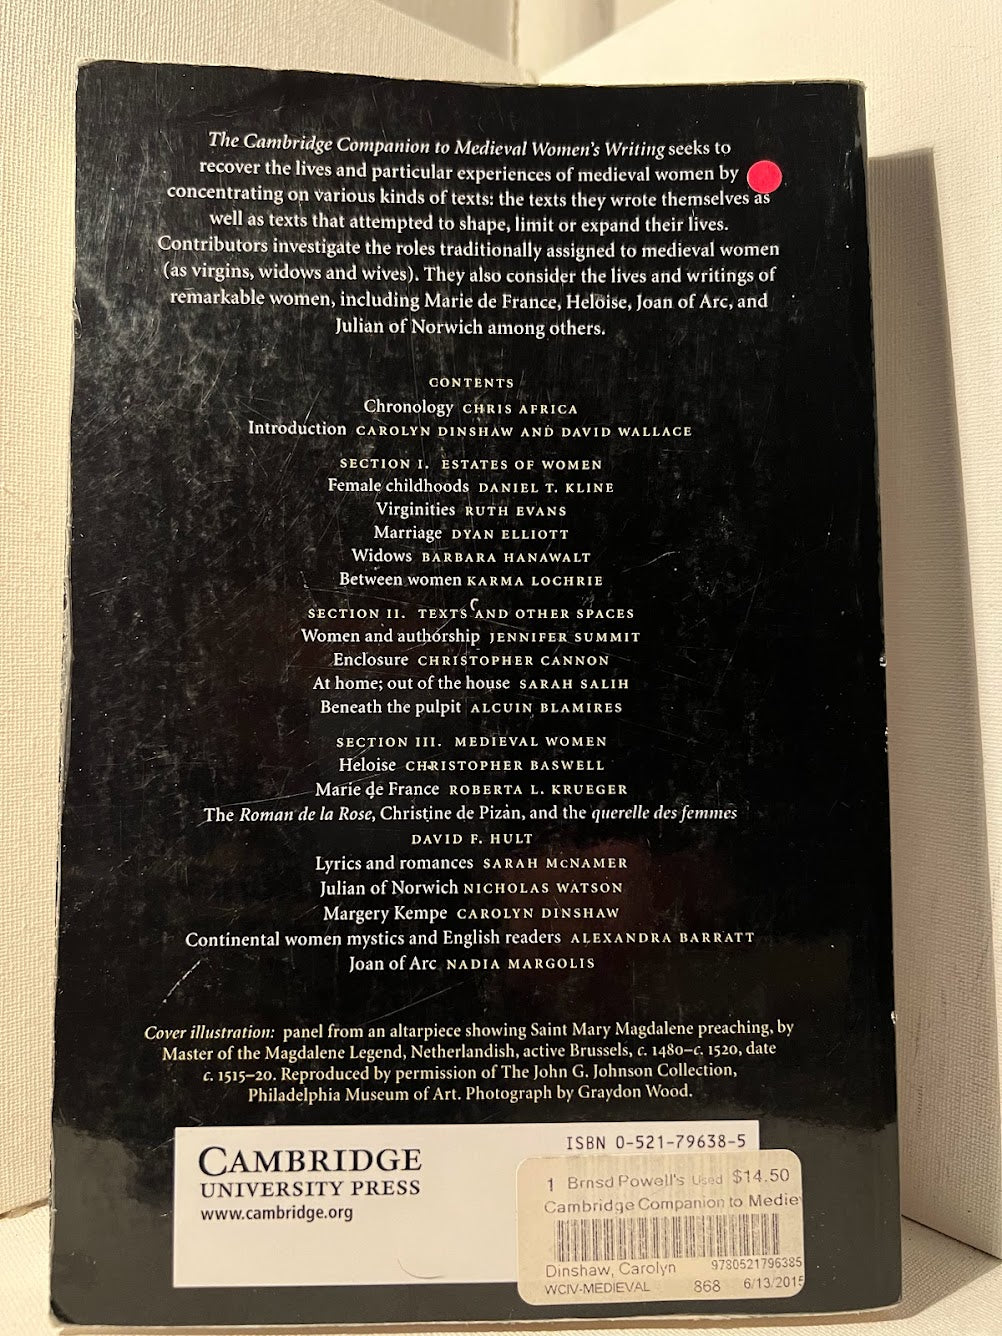 The Cambridge Companion to Medieval Women's Writing seeks to
recover the lives and particular experiences of medieval women by
concentrating on various kinds of texts: the texts they wrote themselves as
well as texts that attempted to shape, limit or expand their lives.
Contributors investigate the roles traditionally assigned to medieval women
(as virgins, widows and wives). They also consider the lives and writings of
remarkable women, including Marie de France, Heloise, Joan of Arc, and
Julian of Norwich among others.
CONTENTS
Chronology CHRIS AFRICA
Introduction CAROLYN DINSHAW AND DAVID WALLACE
SECTION I. ESTATES OF WOMEN
Female childhoods DANIEL T. KLINE
Virginities RUTH EVANS
Marriage DYAN ELLIOTT
Widows BARBARA HANAWALT
Between women KARMA LOCHRIE
SECTION II. TEXTS AND OTHER SPACES
Women and authorship JENNIFER SUMMIT
Enclosure CHRISTOPHER CANNON
At home; out of the house SARAH SALIH
Beneath the pulpit ALCUIN BLAMIRES
SECTION III. MEDIEVAL WOMEN
Heloise CHRISTOPHER BASWELL
Marie de France ROBERTA L. KRUEGER
The Roman de la Rose, Christine de Pizan, and the querelle des femmes
DAVID F. HULT
Lyrics and romances SARAH McNAMER
Julian of Norwich NICHOLAS WATSON
Margery Kempe CAROLYN DINSHAW
Continental women mystics and English readers ALEXANDRA BARRATT
Joan of Arc NADIA MARGOLIS
Cover illustration: panel from an altarpiece showing Saint Mary Magdalene preaching, by
Master of the Magdalene Legend, Netherlandish, active Brussels, c. 1480–c. 1520, date
c. 1515–20. Reproduced by permission of The John G. Johnson Collection,
Philadelphia Museum of Art. Photograph by Graydon Wood.
CAMBRIDGE
UNIVERSITY PRESS
www.cambridge.org
ISBN 0-521-79638-5
1 Brnsd Powell's Used $14.50
Cambridge Companion to Medie
Dinshaw, Carolyn 9780521796385
WCIV-MEDIEVAL 868 6/13/2015